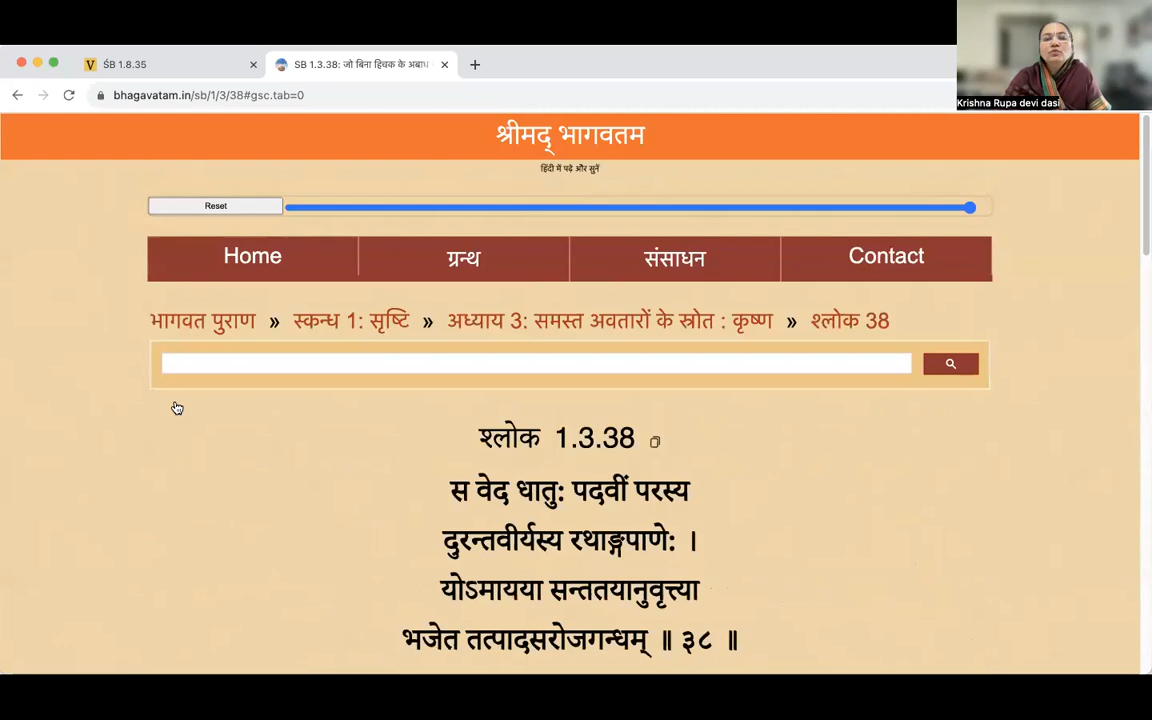 ŚB 1.8.35
SB 1.3.38: जो बिना हिचक के अबाध
bhagavatam.in/sb/1/3/38#gsc.tab=0
Krishna Rupa devi dasi
श्रीमद् भागवतम
हिंदी में पढ़े और सुनें
Reset
Home ग्रन्थ संसाधन Contact
भागवत पुराण » स्कन्ध 1: सृष्टि » अध्याय 3: समस्त अवतारों के स्रोत : कृष्ण » श्लोक 38
श्लोक 1.3.38
स वेद धातु: पदवीं परस्य
दुरन्तवीर्यस्य रथाङ्गपाणे: ।
योऽमायया सन्ततयानुवृत्त्या
भजेत तत्पादसरोजगन्धम् ॥ ३८ ॥